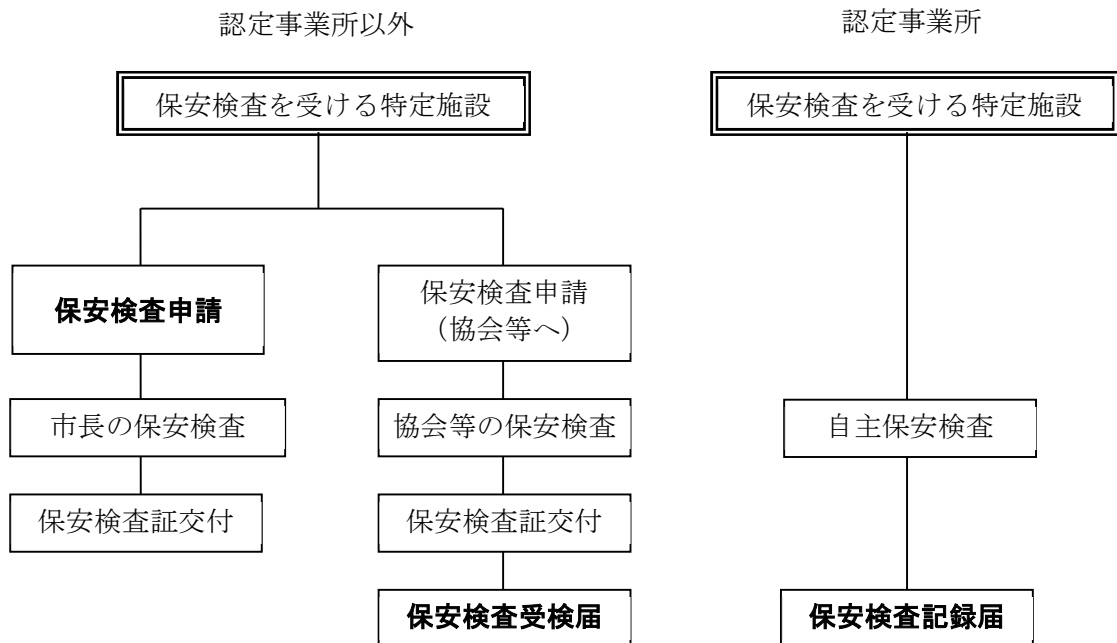 認定事業所以外
認定事業所
保安検査を受ける特定施設
保安検査を受ける特定施設
保安検査申請
保安検査申請
（協会等へ）
市長の保安検査
協会等の保安検査
自主保安検査
保安検査証交付
保安検査証交付
保安検査受検届
保安検査記録届